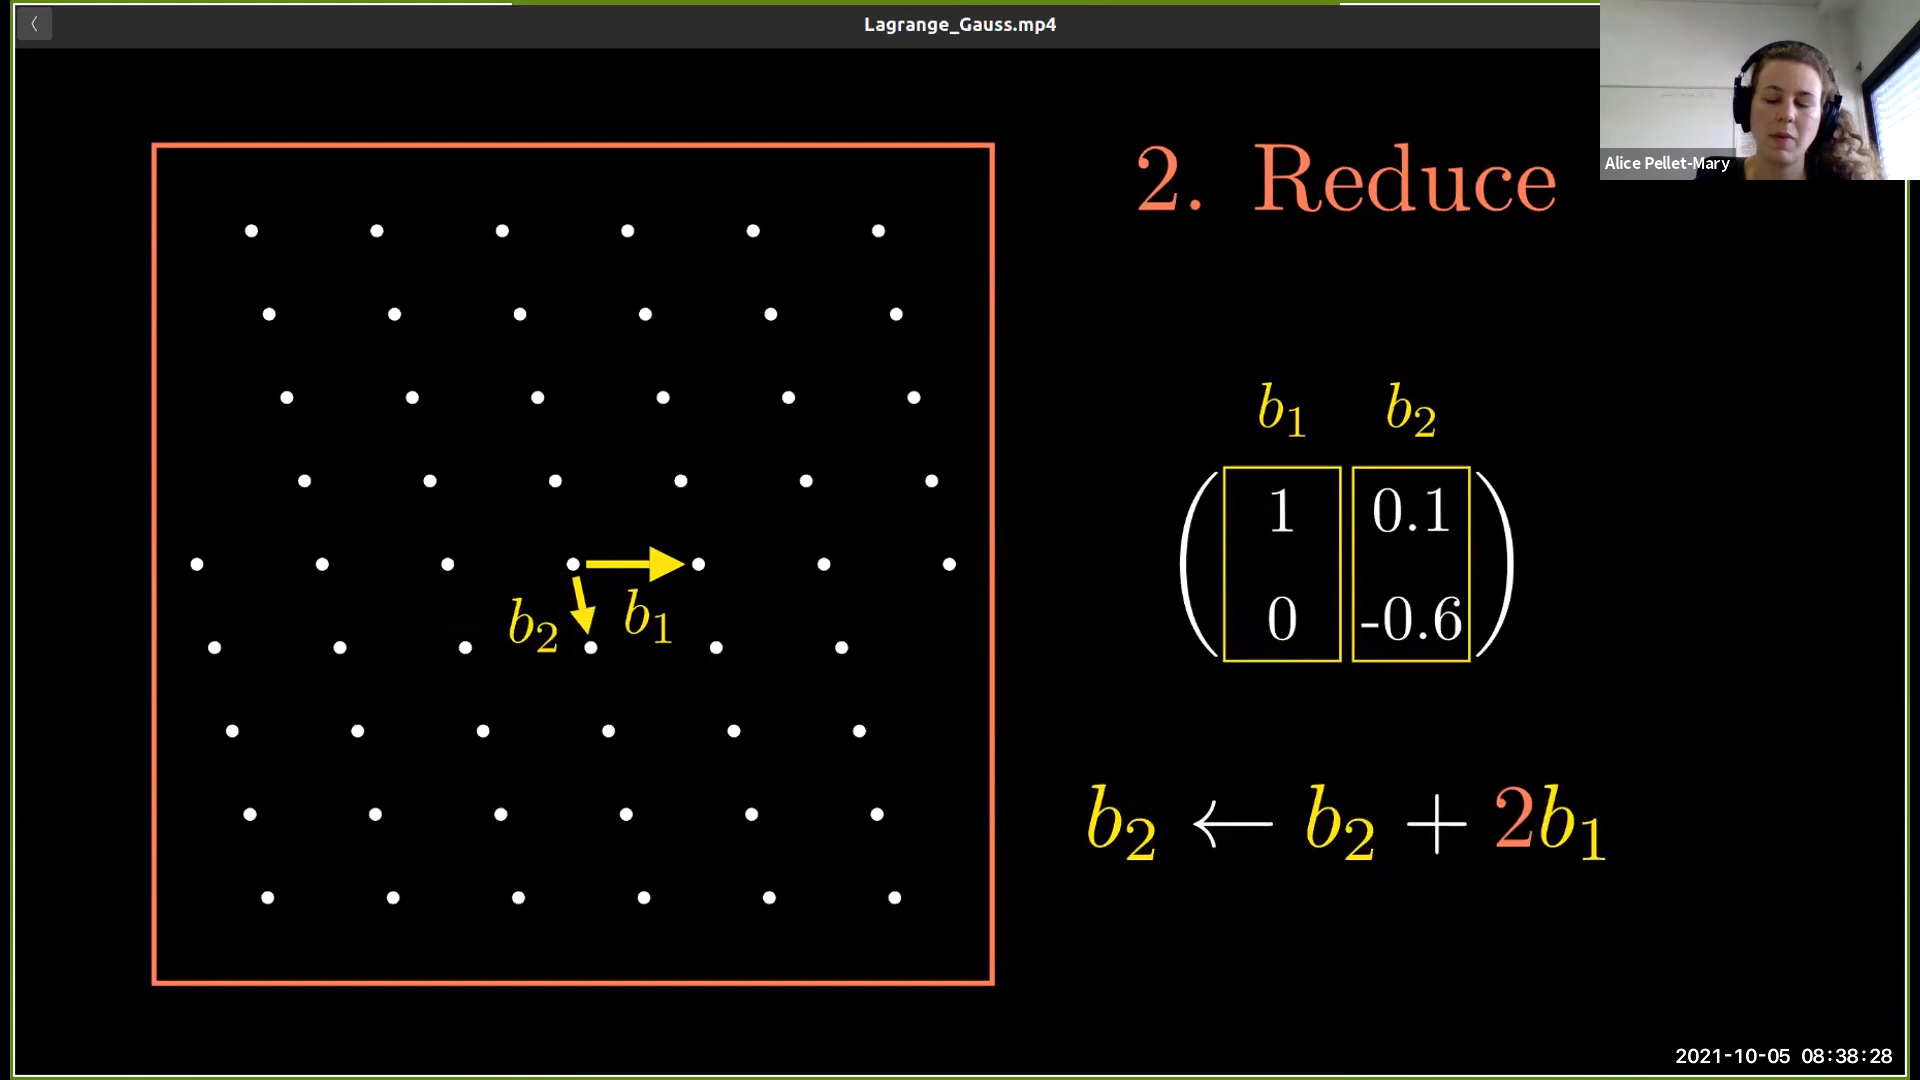 Lagrange_Gauss.mp4
Alice Pellet-Mary
2. Reduce
b₁ b₂
1 0.1
0 -0.6
b₂ b₁
b₂ ← b₂ + 2b₁
2021-10-05 08:38:28